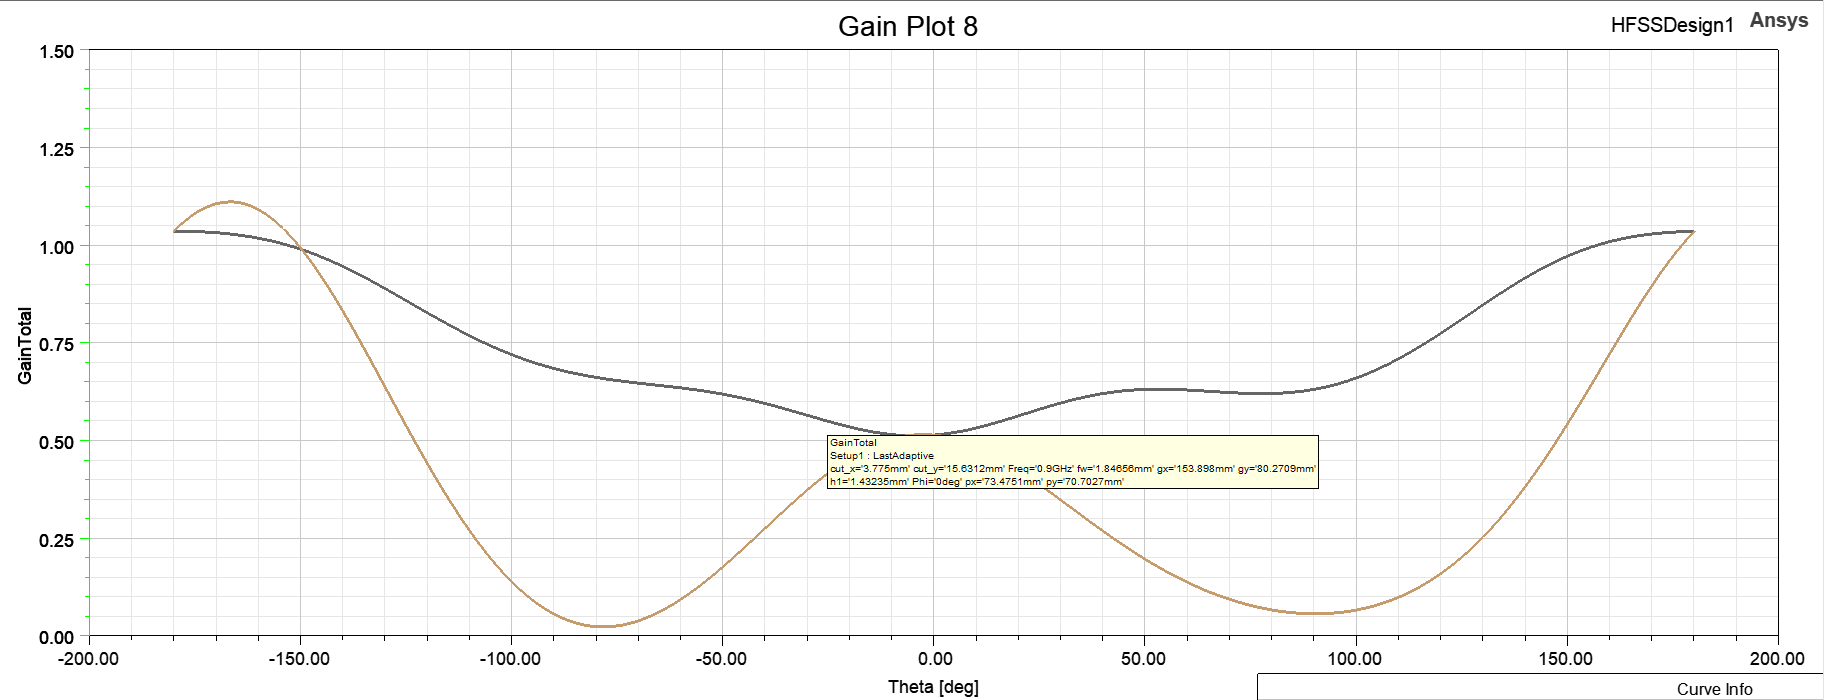 Gain Plot 8
HFSSDesign1
Ansys
1.50
1.25
1.00
0.75
0.50
0.25
0.00
GainTotal
GainTotal
Setup1 : LastAdaptive
cut_x='3.775mm' cut_y='15.6312mm' Freq='0.9GHz' fw='1.84656mm' gx='153.898mm' gy='80.2709mm'
h1='1.43235mm' Phi='0deg' px='73.4751mm' py='70.7027mm'
-200.00 -150.00 -100.00 -50.00 0.00 50.00 100.00 150.00 200.00
Theta [deg]
Curve Info